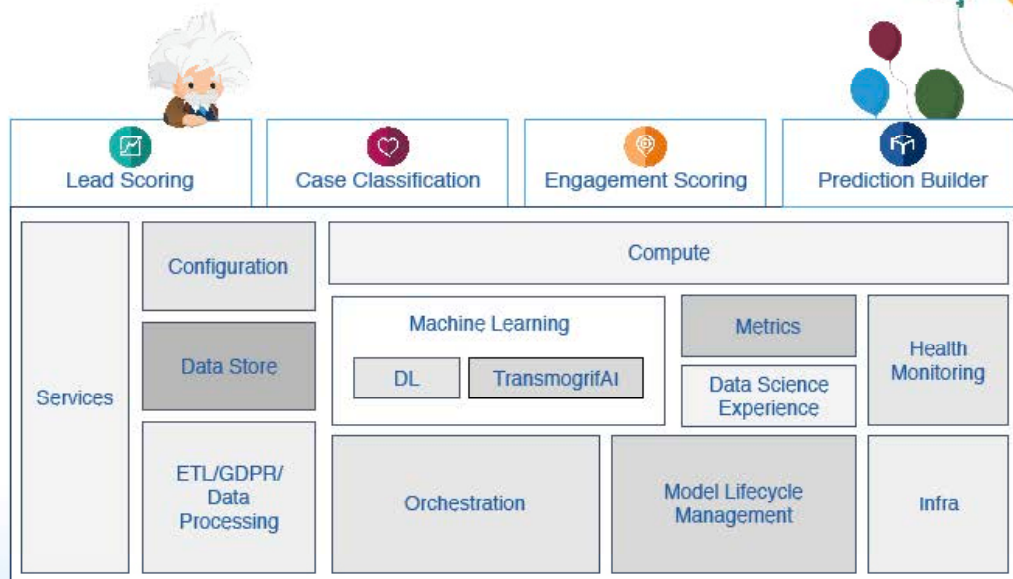 Lead Scoring
Case Classification
Engagement Scoring
Prediction Builder
Services
Configuration
Data Store
ETL/GDPR/
Data
Processing
Compute
Machine Learning
DL
TransmogrifAI
Metrics
Data Science
Experience
Health
Monitoring
Orchestration
Model Lifecycle
Management
Infra